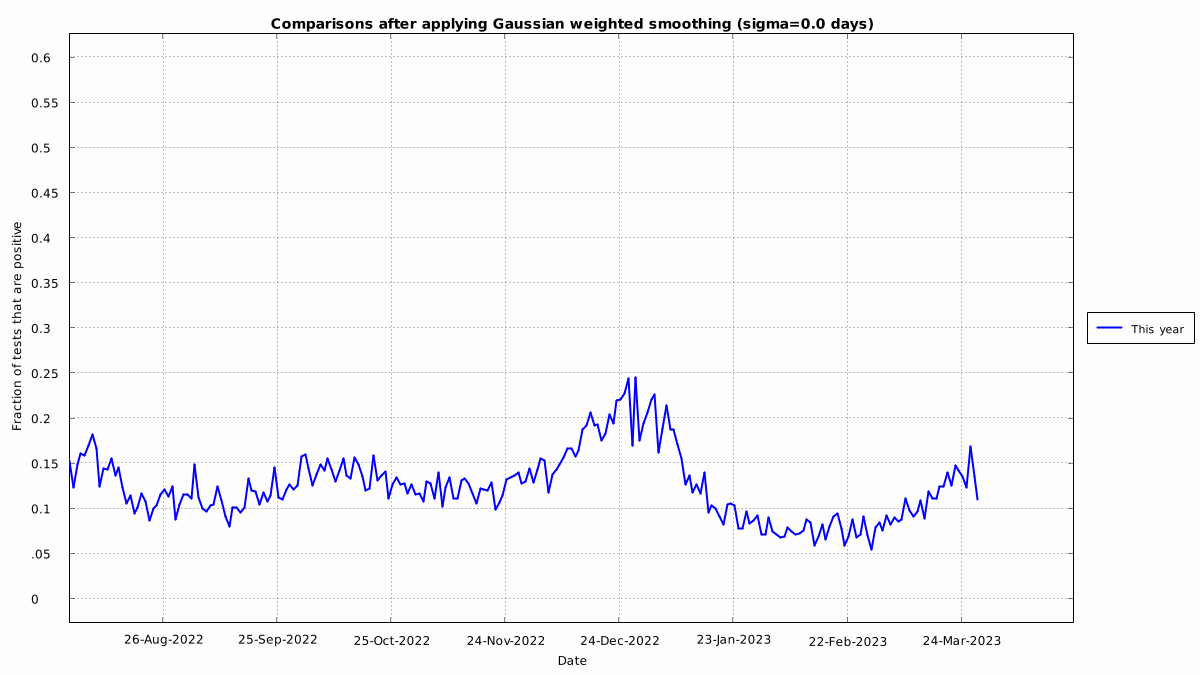 Comparisons after applying Gaussian weighted smoothing (sigma=0.0 days)
0.6
0.55
0.5
0.45
0.4
0.35
0.3
0.25
0.2
0.15
0.1
.05
0
Fraction of tests that are positive
This year
26-Aug-2022 25-Sep-2022 25-Oct-2022 24-Nov-2022 24-Dec-2022 23-Jan-2023 22-Feb-2023 24-Mar-2023
Date